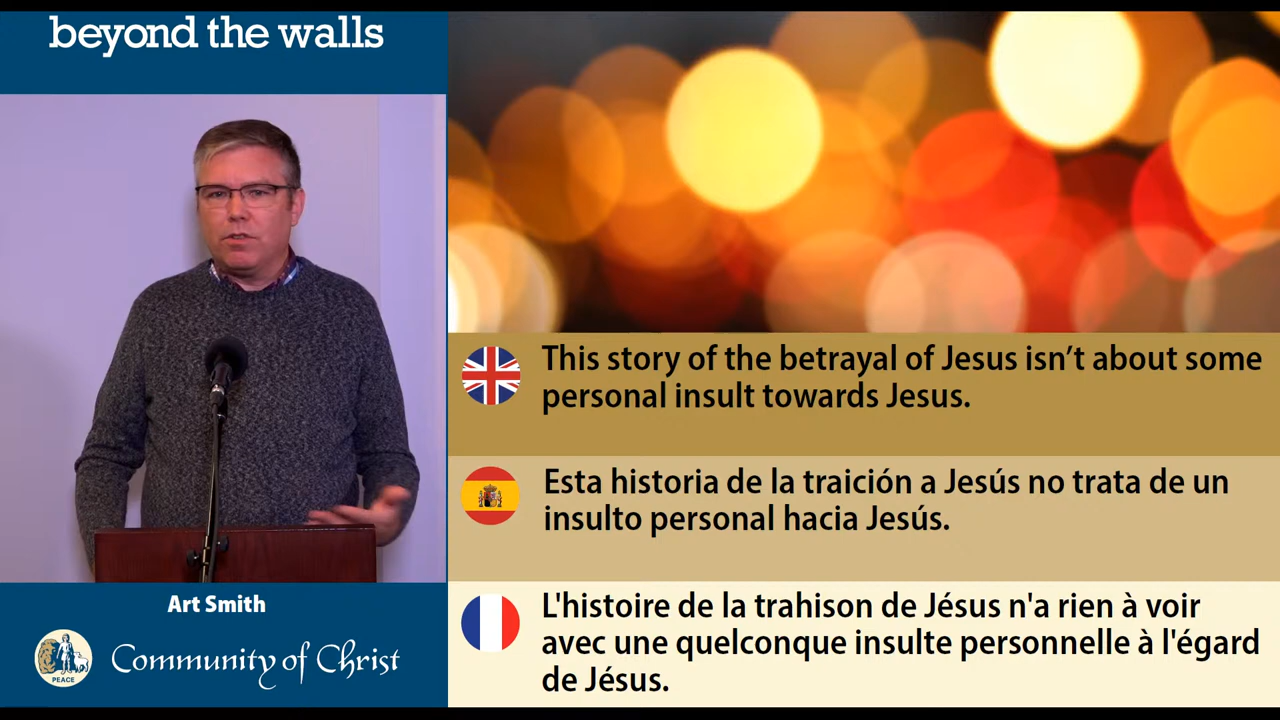 beyond the walls
Art Smith
PEACE
Community of Christ
This story of the betrayal of Jesus isn’t about some
personal insult towards Jesus.
Esta historia de la traición a Jesús no trata de un
insulto personal hacia Jesús.
L'histoire de la trahison de Jésus n'a rien à voir
avec une quelconque insulte personnelle à l'égard
de Jésus.